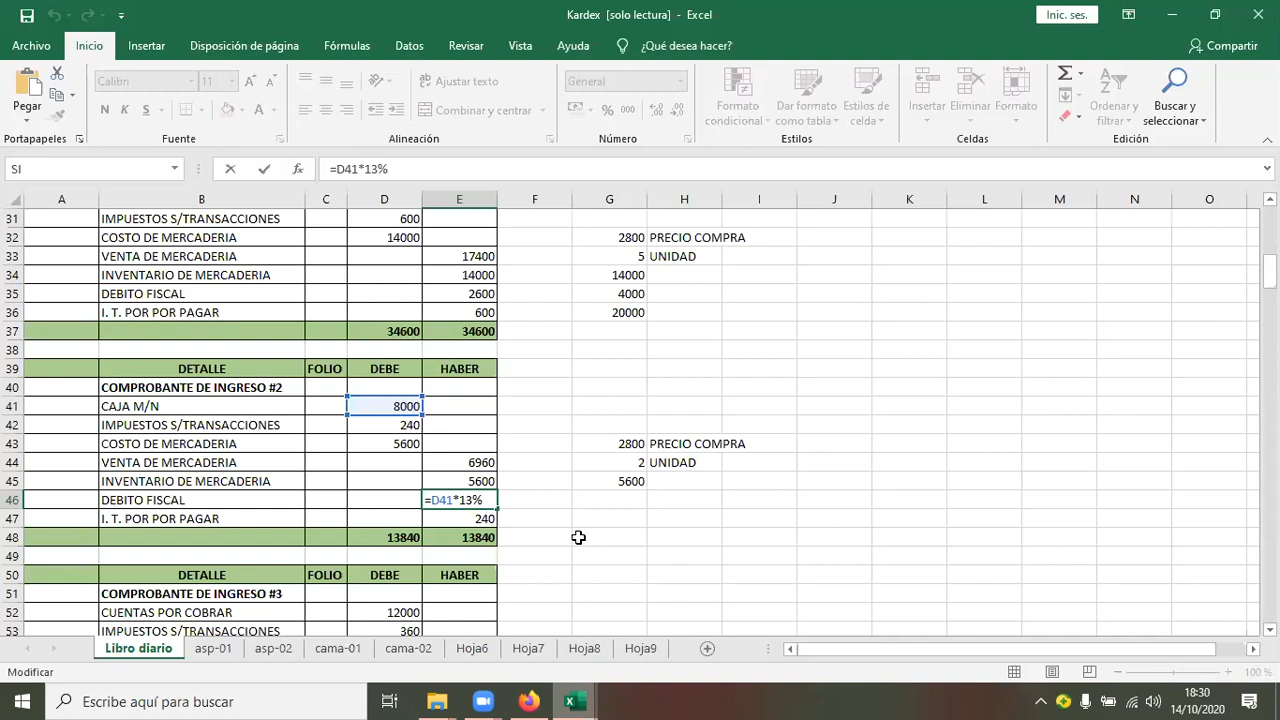 Kardex [solo lectura] - Excel
Inic. ses.
Archivo Inicio Insertar Disposición de página Fórmulas Datos Revisar Vista Ayuda ¿Qué desea hacer? Compartir
Pegar
Calibri 11
N K S
Ajustar texto
Combinar y centrar
General
% 000
Formato condicional
Dar formato como tabla
Estilos de celda
Insertar Eliminar Formato
Ordenar y filtrar
Buscar y seleccionar
Portapapeles Fuente Alineación Número Estilos Celdas Edición
SI fx =D41*13%
A B C D E F G H I J K L M N O
31 IMPUESTOS S/TRANSACCIONES 600
32 COSTO DE MERCADERIA 14000 2800 PRECIO COMPRA
33 VENTA DE MERCADERIA 17400 5 UNIDAD
34 INVENTARIO DE MERCADERIA 14000 14000
35 DEBITO FISCAL 2600 4000
36 I. T. POR POR PAGAR 600 20000
37 34600 34600
38
39 DETALLE FOLIO DEBE HABER
40 COMPROBANTE DE INGRESO #2
41 CAJA M/N 8000
42 IMPUESTOS S/TRANSACCIONES 240
43 COSTO DE MERCADERIA 5600 2800 PRECIO COMPRA
44 VENTA DE MERCADERIA 6960 2 UNIDAD
45 INVENTARIO DE MERCADERIA 5600 5600
46 DEBITO FISCAL =D41*13%
47 I. T. POR POR PAGAR 240
48 13840 13840
49
50 DETALLE FOLIO DEBE HABER
51 COMPROBANTE DE INGRESO #3
52 CUENTAS POR COBRAR 12000
53 IMPUESTOS S/TRANSACCIONES 360
Libro diario asp-01 asp-02 cama-01 cama-02 Hoja6 Hoja7 Hoja8 Hoja9
Modificar 100 %
Escribe aquí para buscar
18:30
14/10/2020